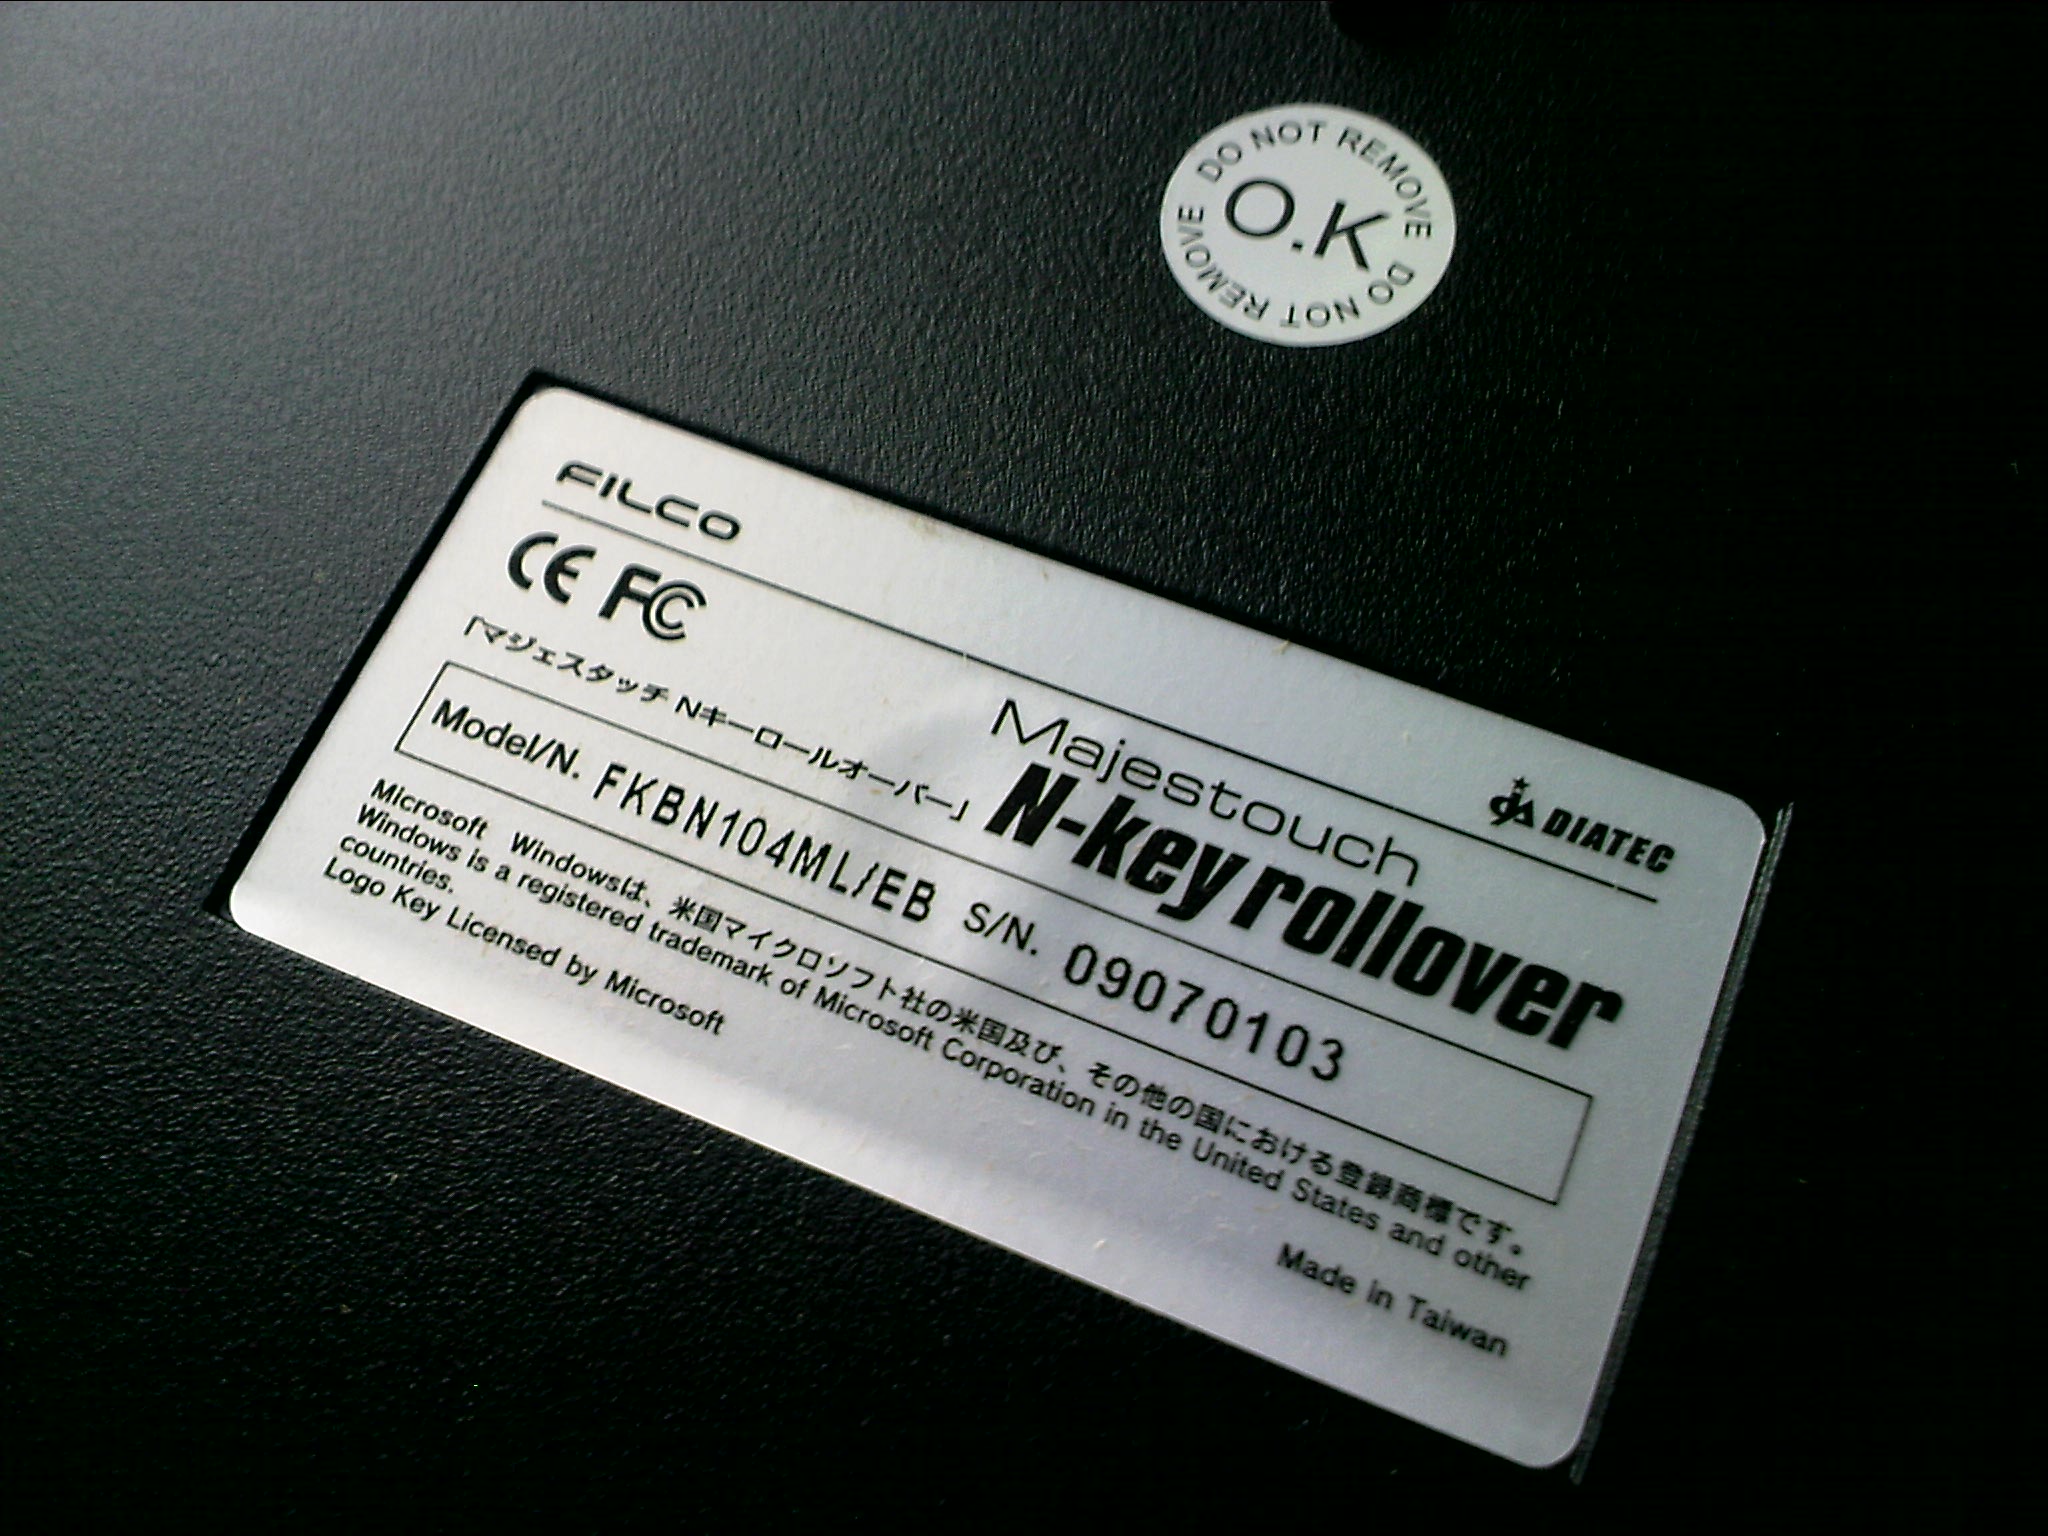 DO NOT REMOVE DO NOT REMOVE
O.K
FILCO
DIATEC
CE FC
Majestouch
「マジェスタッチ Nキーロールオーバー」 N-key rollover
Model/N. FKBN104ML/EB S/N. 09070103
Microsoft Windowsは、米国マイクロソフト社の米国及び、その他の国における登録商標です。
Windows is a registered trademark of Microsoft Corporation in the United States and other
countries.
Logo Key Licensed by Microsoft
Made in Taiwan